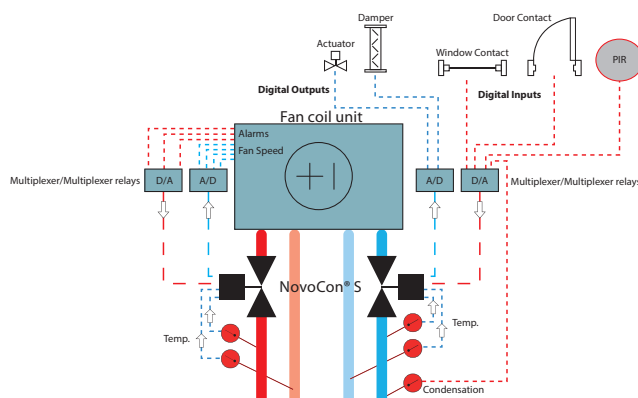 Damper
Door Contact
Actuator
Window Contact
PIR
Digital Outputs
Digital Inputs
Fan coil unit
Alarms
Fan Speed
Multiplexer/Multiplexer relays
D/A
A/D
A/D
D/A
Multiplexer/Multiplexer relays
NovoCon® S
Temp.
Temp.
Condensation